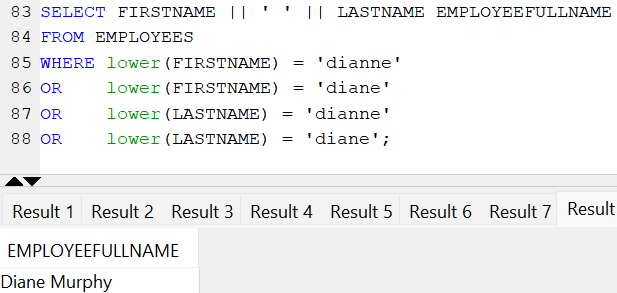 83 SELECT FIRSTNAME || ' ' || LASTNAME EMPLOYEEFULLNAME
84 FROM EMPLOYEES
85 WHERE lower(FIRSTNAME) = 'dianne'
86 OR    lower(FIRSTNAME) = 'diane'
87 OR    lower(LASTNAME) = 'dianne'
88 OR    lower(LASTNAME) = 'diane';
Result 1 Result 2 Result 3 Result 4 Result 5 Result 6 Result 7 Result
EMPLOYEEFULLNAME
Diane Murphy